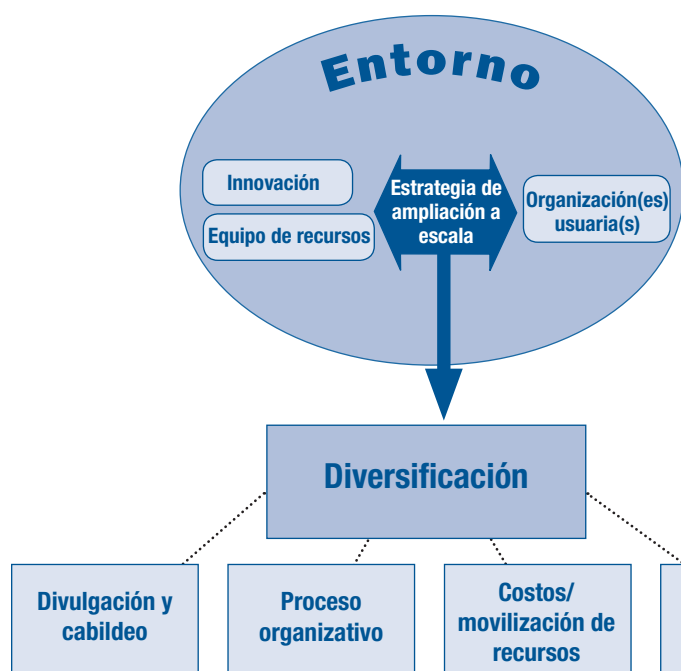 Entorno
Innovación
Equipo de recursos
Estrategia de
ampliación a
escala
Organización(es)
usuaria(s)
Diversificación
Divulgación y
cabildeo
Proceso
organizativo
Costos/
movilización de
recursos